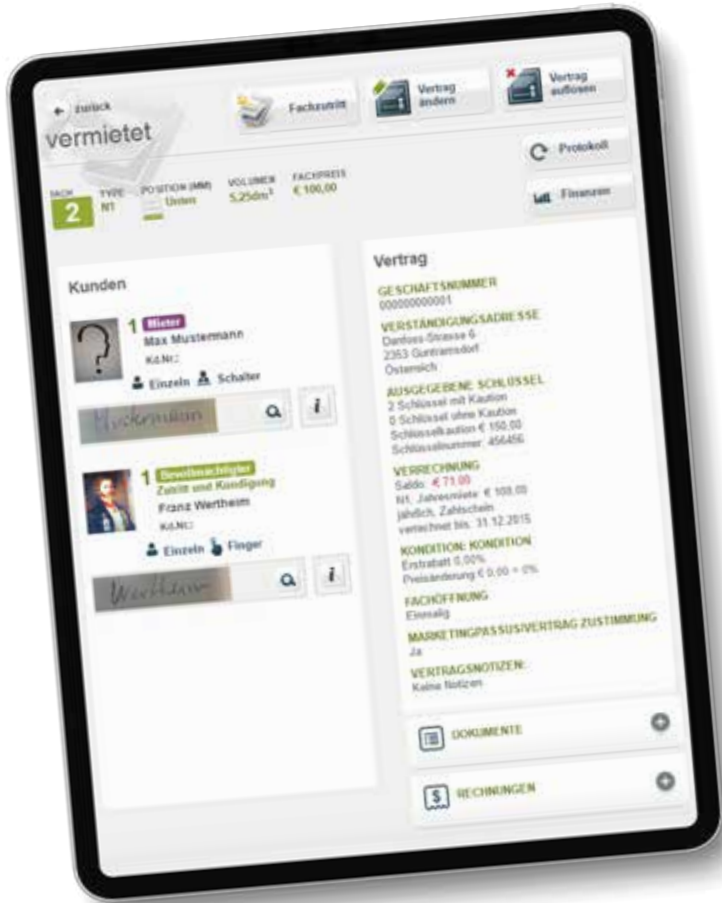 ← Zurück
vermietet
Fachzutritt
Vertrag
ändern
Vertrag
auflösen
Protokoll
Finanzen
FACH
2
TYPE
N1
POSITION (MM)
Unten
VOLUMEN
5,25dm³
FACHPREIS
€ 100,00
Kunden
1 Mieter
Max Mustermann
Kd.Nr.:
Einzeln Schalter
Mustermann
i
1 Bevollmächtigter
Zutritt und Kündigung
Franz Wertheim
Kd.Nr.:
Einzeln Finger
Wertheim
i
Vertrag
GESCHÄFTSNUMMER
00000000001
VERSTÄNDIGUNGSADRESSE
Danfoss-Strasse 6
2353 Guntramsdorf
Österreich
AUSGEGEBENE SCHLÜSSEL
2 Schlüssel mit Kaution
0 Schlüssel ohne Kaution
Schlüsselkaution € 150,00
Schlüsselnummer: 456456
VERRECHNUNG
Saldo: € 71,00
N1, Jahresmiete: € 100,00
jährlich, Zahlschein
verrechnet bis: 31.12.2015
KONDITION: KONDITION
Erstrabatt 0,00%
Preisänderung € 0,00 = 0%
FACHÖFFNUNG
Einmalig
MARKETINGPASSUS/VERTRAG ZUSTIMMUNG
Ja
VERTRAGSNOTIZEN:
Keine Notizen
DOKUMENTE
$ RECHNUNGEN